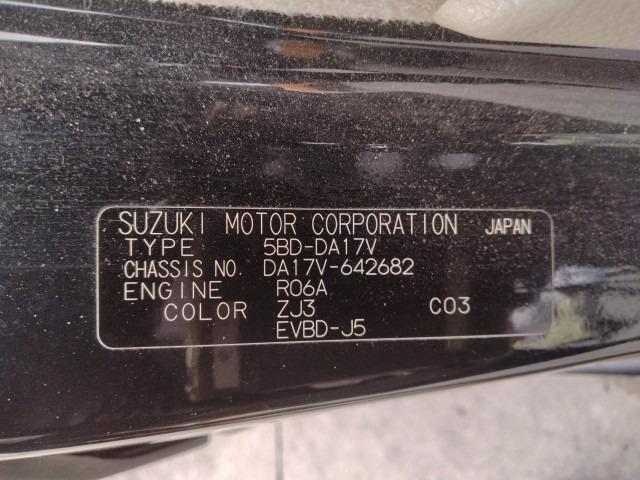 SUZUKI MOTOR CORPORATION JAPAN
TYPE 5BD-DA17V
CHASSIS NO. DA17V-642682
ENGINE R06A
COLOR ZJ3 C03
EVBD-J5